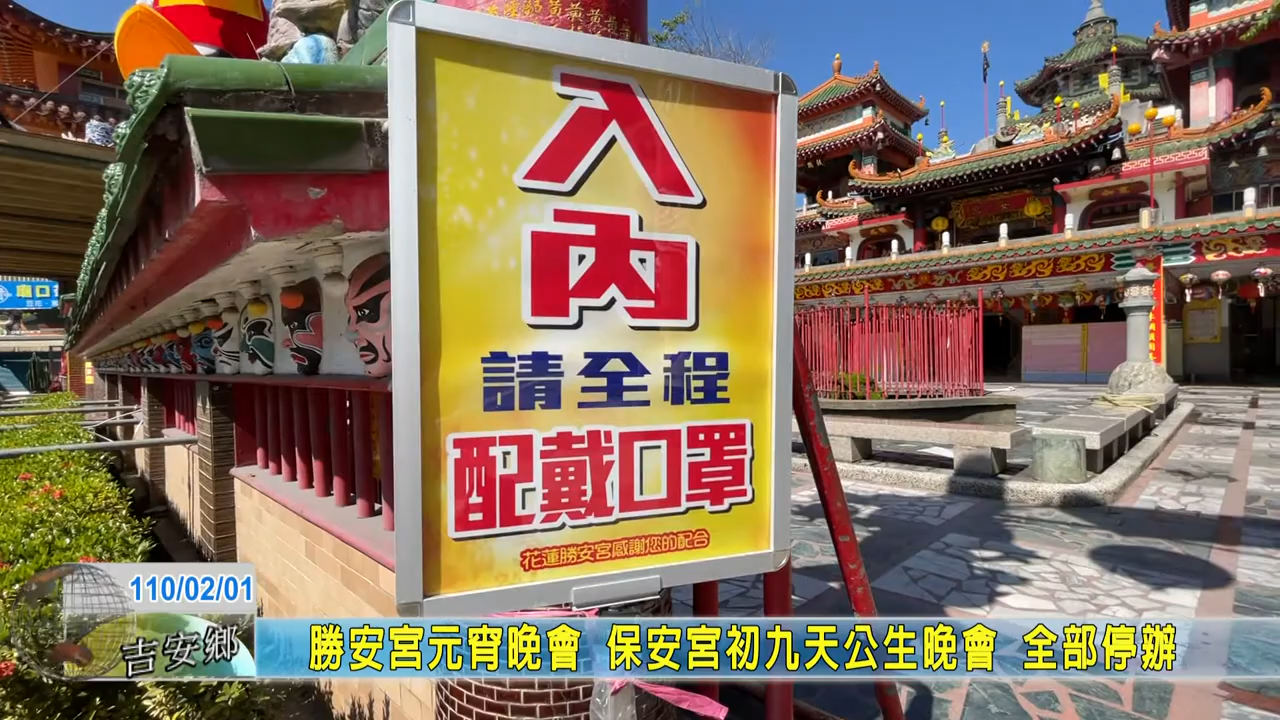 入
內
請全程
配戴口罩
花蓮勝安宮感謝您的配合
廟口
110/02/01
吉安鄉
勝安宮元宵晚會 保安宮初九天公生晚會 全部停辦